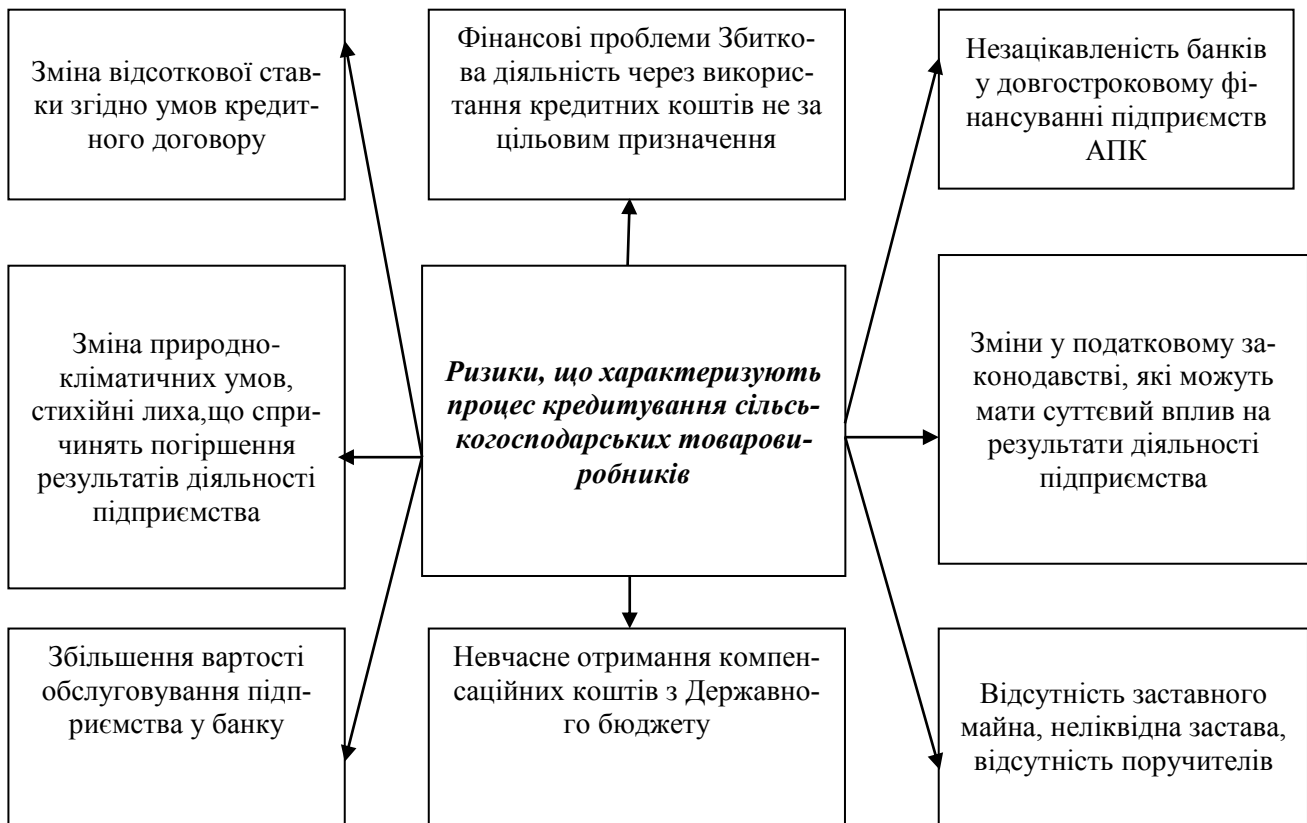 Зміна відсоткової став-
ки згідно умов кредит-
ного договору
Фінансові проблеми Збитко-
ва діяльність через викорис-
тання кредитних коштів не за
цільовим призначення
Незацікавленість банків
у довгостроковому фі-
нансуванні підприємств
АПК
Зміна природно-
кліматичних умов,
стихійні лиха,що спри-
чинять погіршення
результатів діяльності
підприємства
Ризики, що характеризують
процес кредитування сільсь-
когосподарських товарови-
робників
Зміни у податковому за-
конодавстві, які можуть
мати суттєвий вплив на
результати діяльності
підприємства
Збільшення вартості
обслуговування підп-
риємства у банку
Невчасне отримання компен-
саційних коштів з Державно-
го бюджету
Відсутність заставного
майна, неліквідна застава,
відсутність поручителів